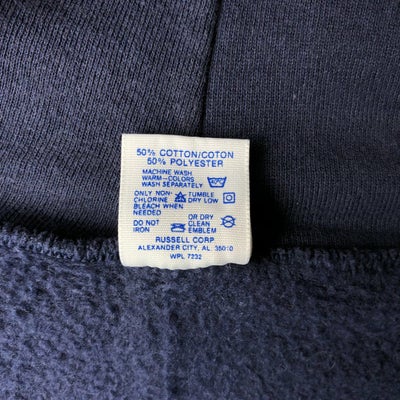 50% COTTON/COTON
50% POLYESTER
MACHINE WASH
WARM-COLORS
WASH SEPARATELY
ONLY NON- TUMBLE
CHLORINE DRY LOW
BLEACH WHEN
NEEDED
OR DRY
DO NOT CLEAN
IRON EMBLEM
RUSSELL CORP
ALEXANDER CITY, AL 35010
WPL 7232